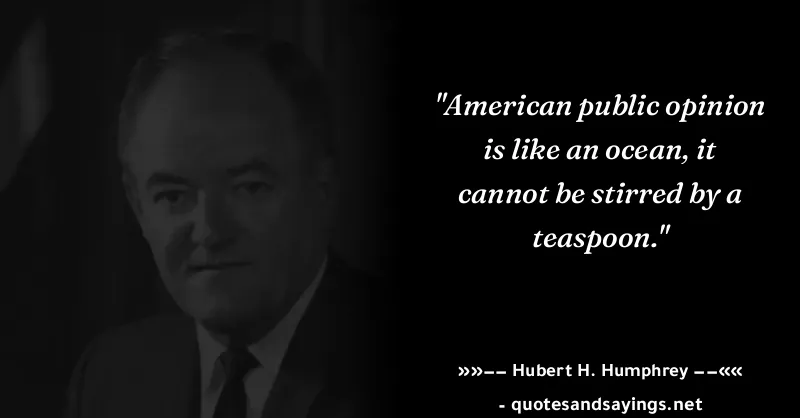 "American public opinion
is like an ocean, it
cannot be stirred by a
teaspoon."
»»–– Hubert H. Humphrey ––««
- quotesandsayings.net